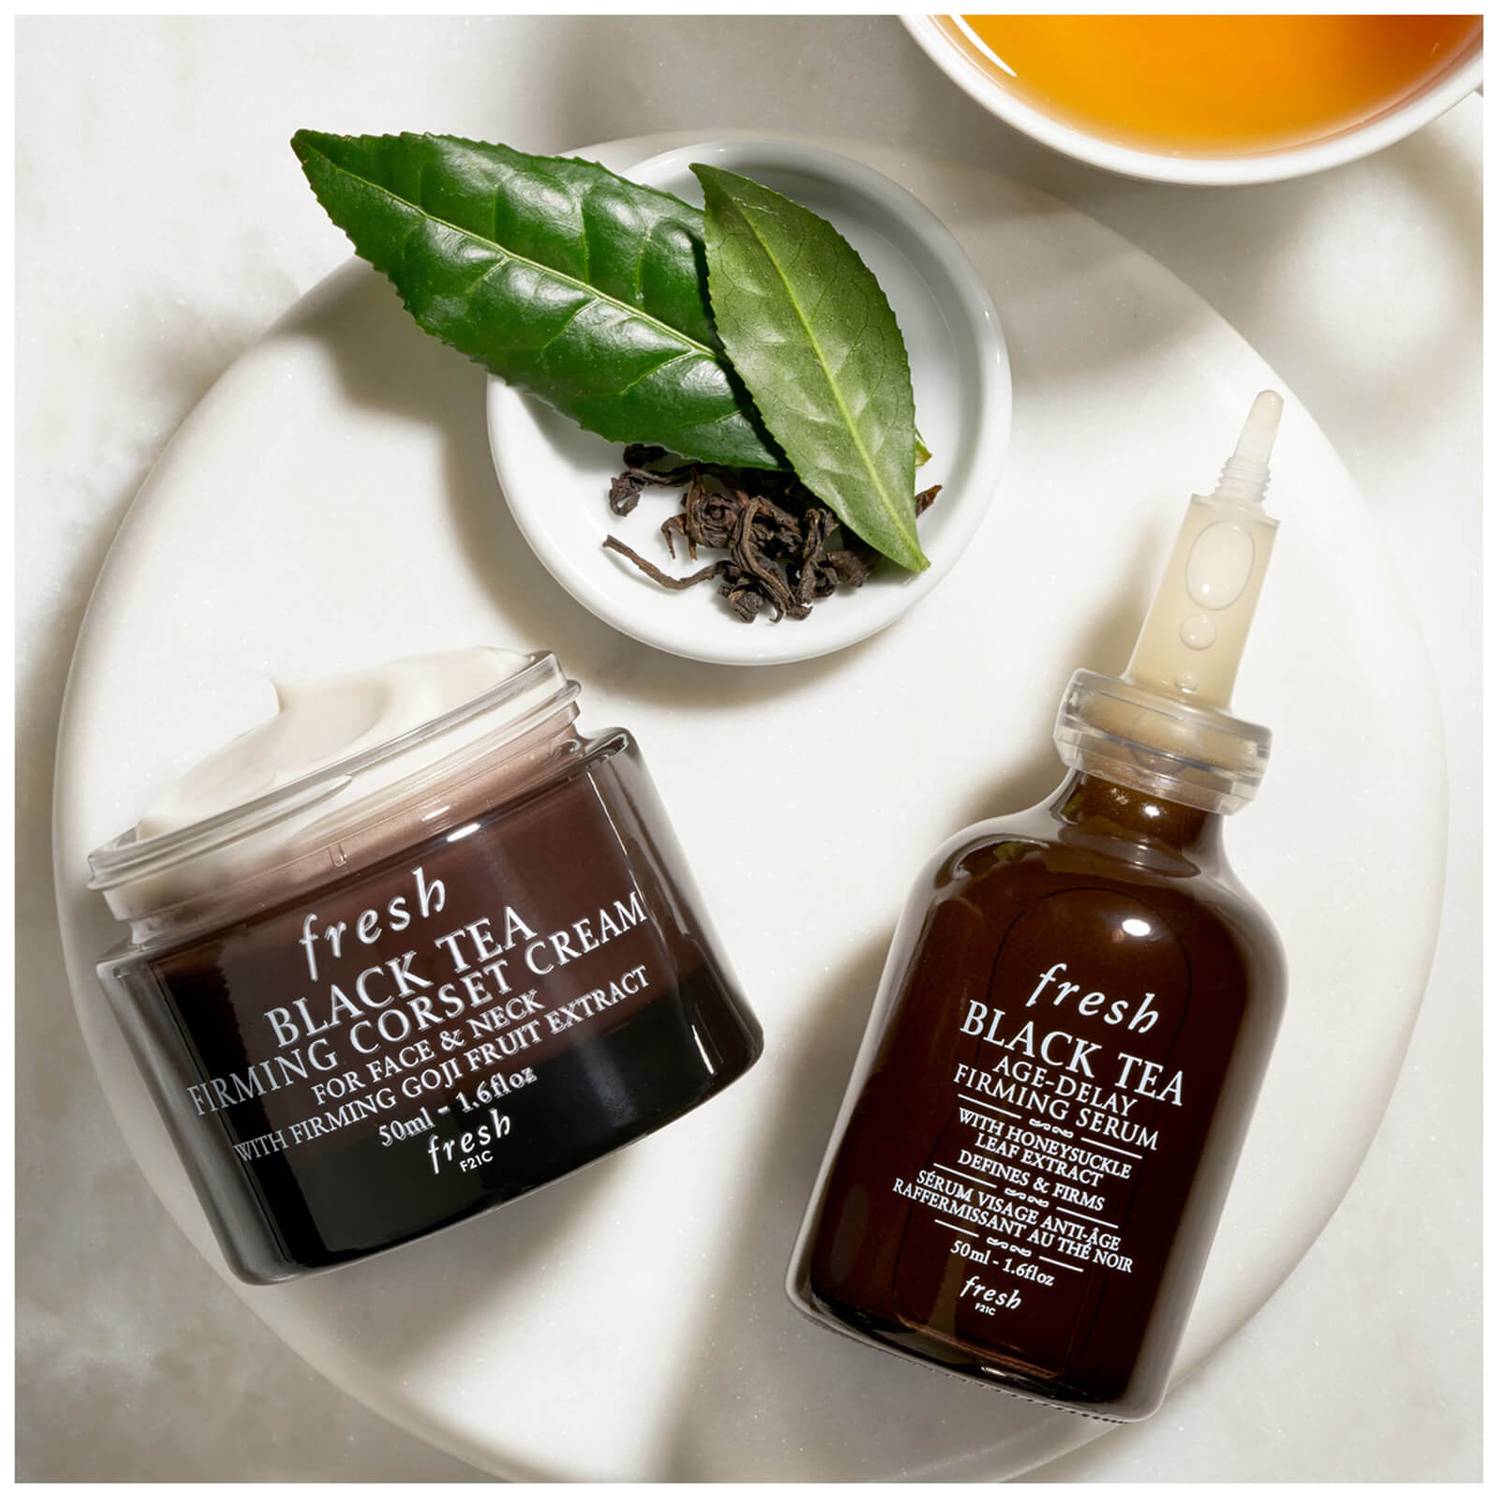 fresh
BLACK TEA
FIRMING CORSET CREAM
FOR FACE & NECK
WITH FIRMING GOJI FRUIT EXTRACT
50ml - 1.6floz
fresh
F21C
fresh
BLACK TEA
AGE-DELAY
FIRMING SERUM
WITH HONEYSUCKLE
LEAF EXTRACT
DEFINES & FIRMS
SÉRUM VISAGE ANTI-ÂGE
RAFFERMISSANT AU THÉ NOIR
50ml - 1.6floz
fresh
F21C